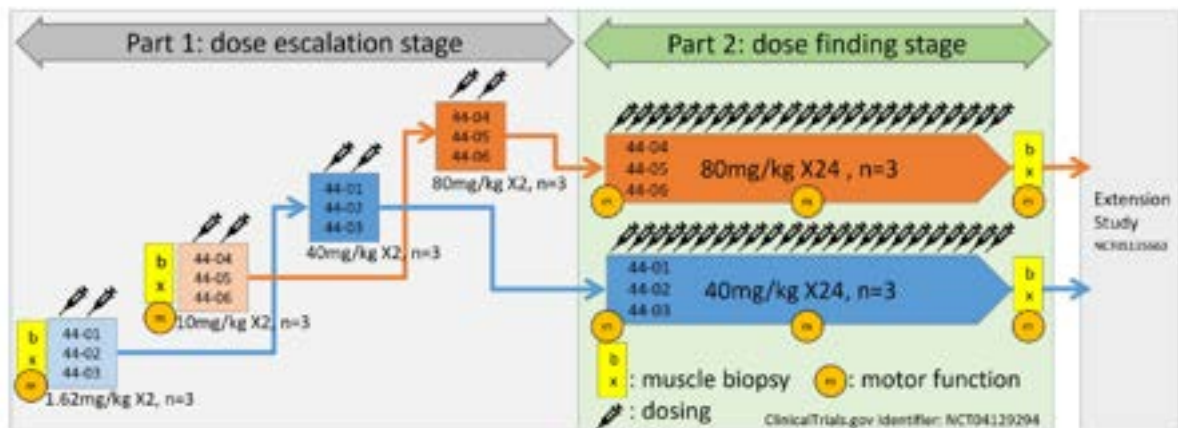 Part 1: dose escalation stage
Part 2: dose finding stage
44-04
44-05
44-06
80mg/kg X2, n=3
44-01
44-02
44-03
40mg/kg X2, n=3
b
x
m
44-04
44-05
44-06
10mg/kg X2, n=3
b
x
m
44-01
44-02
44-03
1.62mg/kg X2, n=3
44-04
44-05
44-06
80mg/kg X24 , n=3
m
m
b
x
m
44-01
44-02
44-03
40mg/kg X24, n=3
m
m
b
x
m
Extension
Study
b
x
: muscle biopsy
m
: motor function
: dosing
ClinicalTrials.gov Identifier: NCT04129294